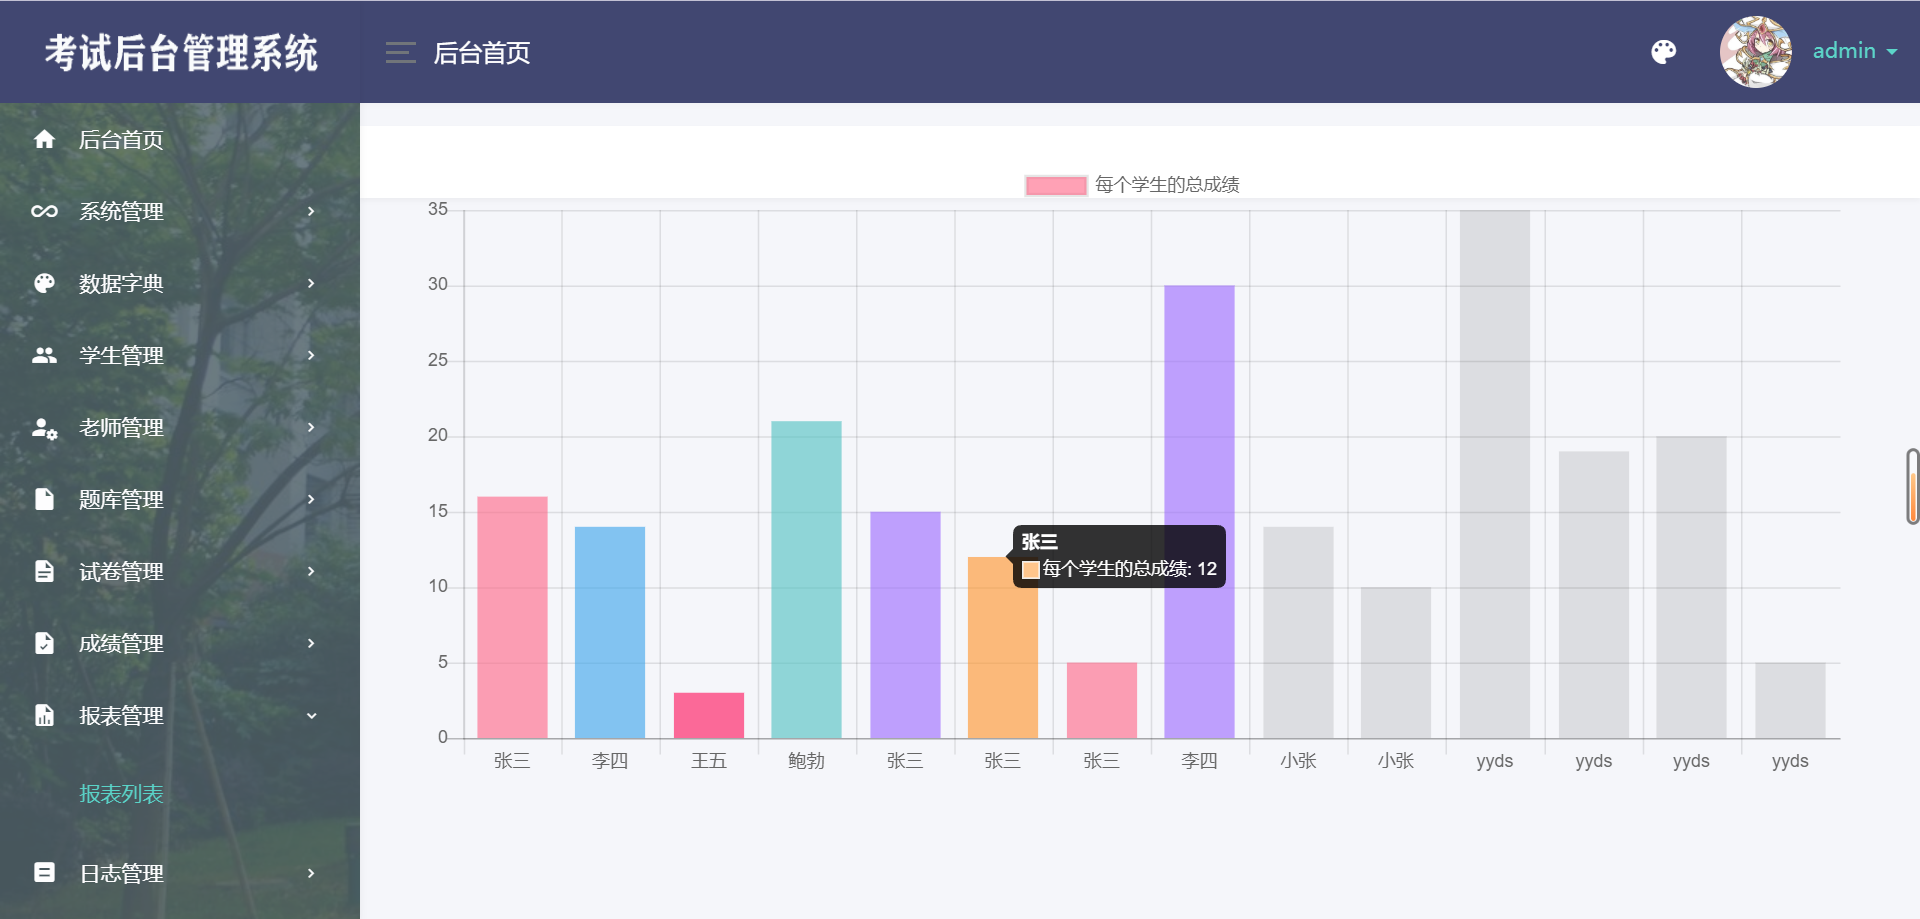 考试后台管理系统
后台首页
admin
后台首页
系统管理
数据字典
学生管理
老师管理
题库管理
试卷管理
成绩管理
报表管理
报表列表
日志管理
每个学生的总成绩
35
30
25
20
15
10
5
0
张三
每个学生的总成绩: 12
张三 李四 王五 鲍勃 张三 张三 张三 李四 小张 小张 yyds yyds yyds yyds